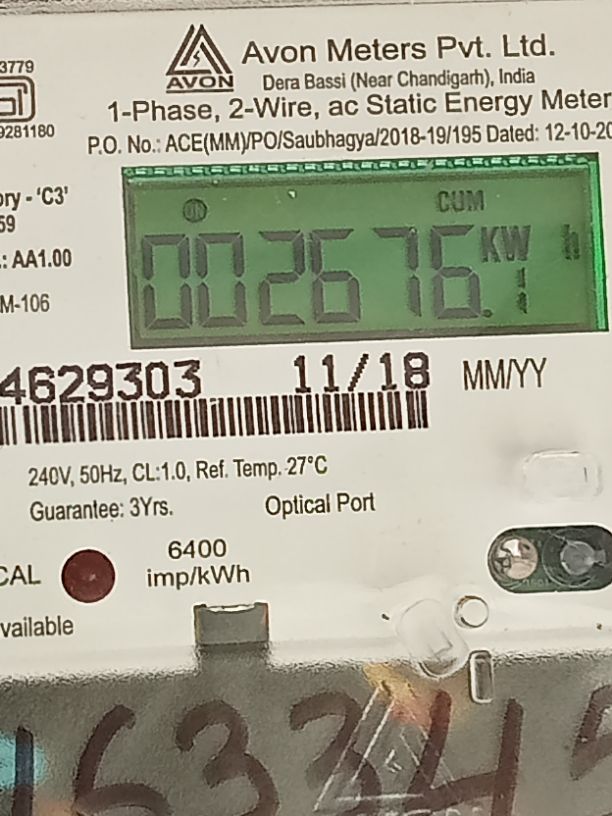 3779
9281180
AVON
Avon Meters Pvt. Ltd.
Dera Bassi (Near Chandigarh), India
1-Phase, 2-Wire, ac Static Energy Meter
P.O. No.: ACE(MM)/PO/Saubhagya/2018-19/195 Dated: 12-10-20
ory - 'C3'
59
.: AA1.00
M-106
ON CUM
002676.1 KW h
4629303 11/18 MM/YY
240V, 50Hz, CL:1.0, Ref. Temp. 27°C
Guarantee: 3Yrs. Optical Port
CAL 6400
imp/kWh
vailable